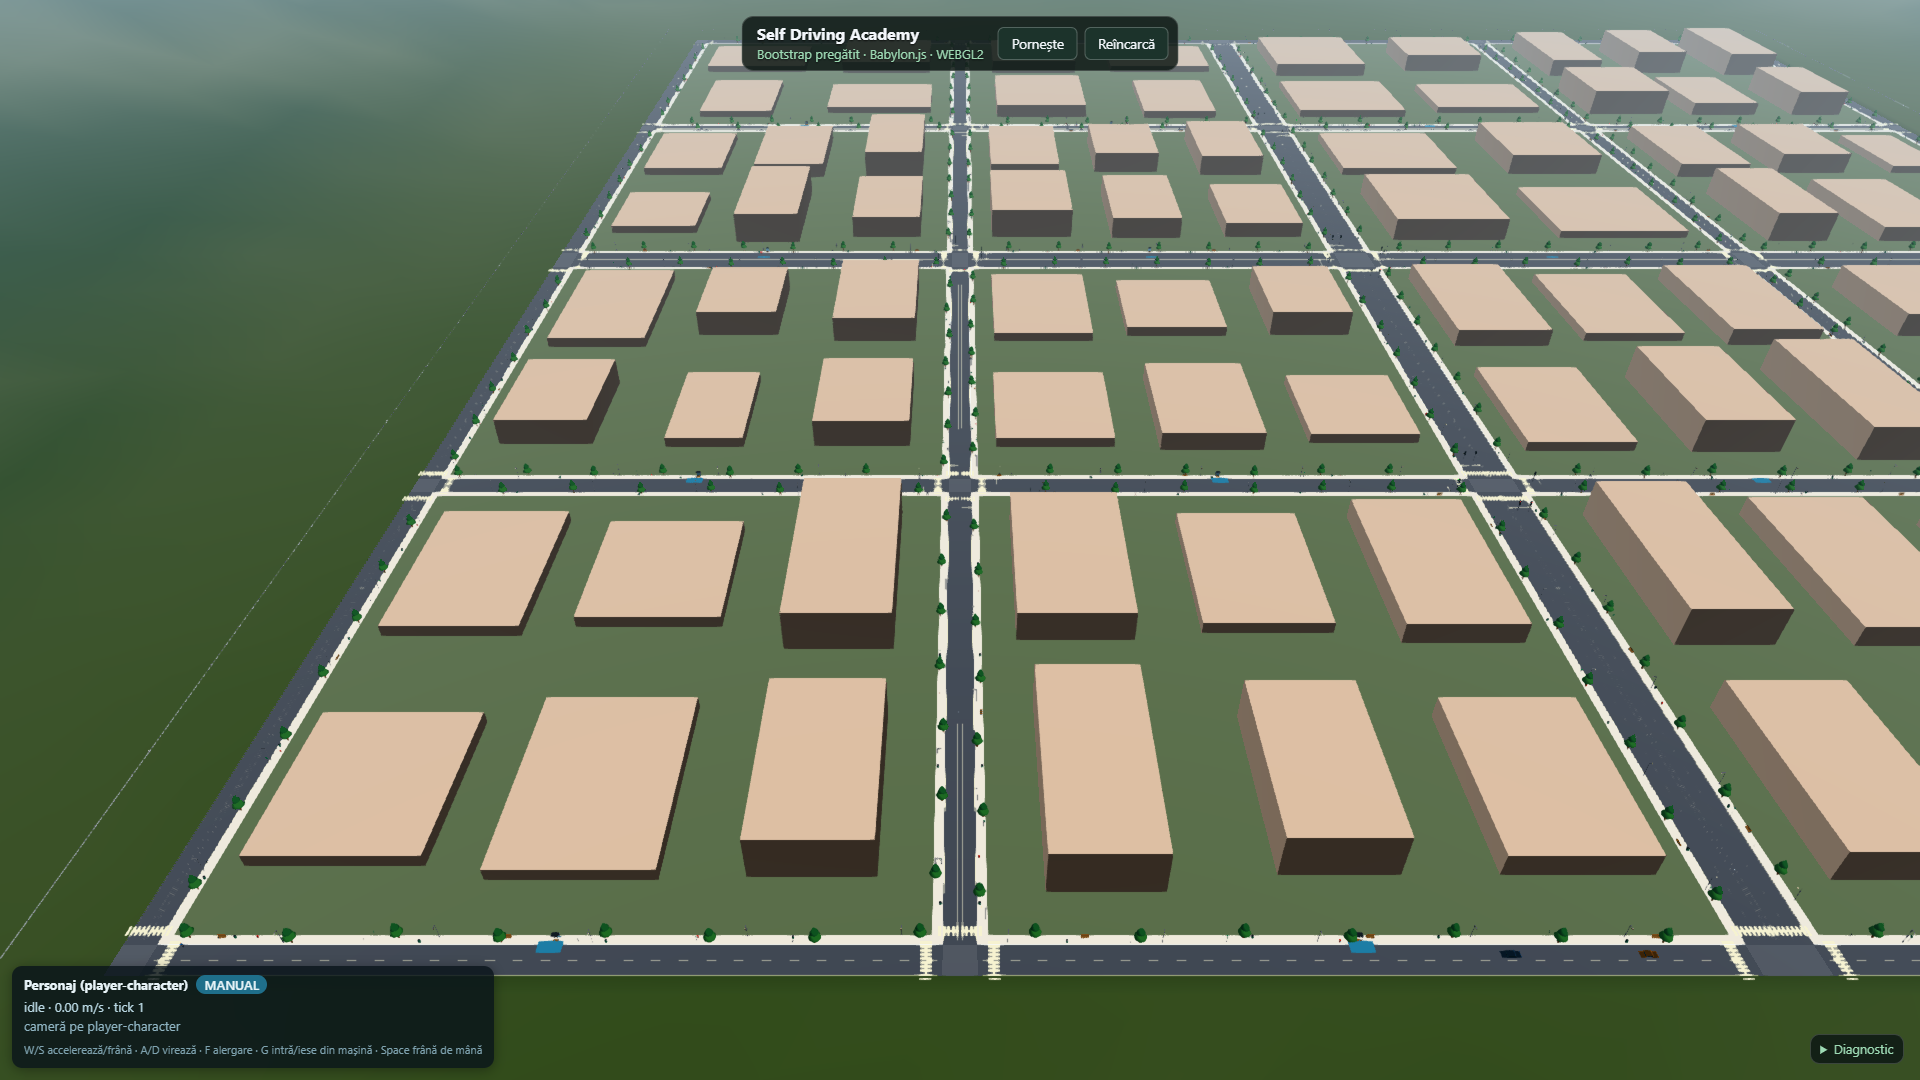 Self Driving Academy
Bootstrap pregătit · Babylon.js · WEBGL2
Pornește
Reîncarcă
Personaj (player-character) MANUAL
idle · 0.00 m/s · tick 1
cameră pe player-character
W/S accelerează/frână · A/D virează · F alergare · G intră/iese din mașină · Space frână de mână
▶ Diagnostic